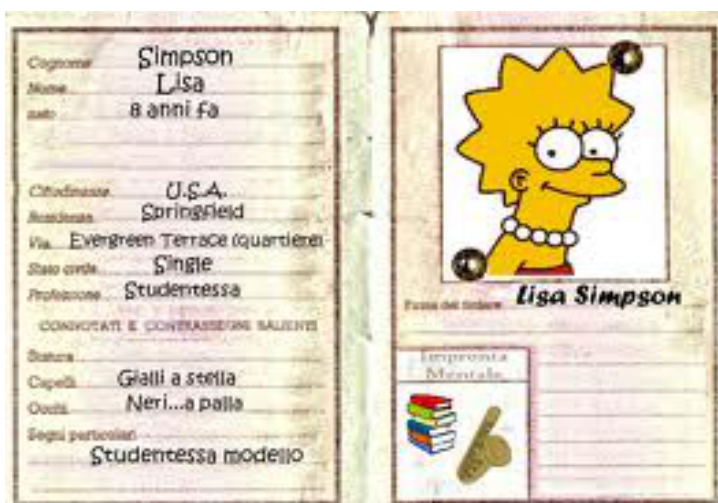 Cognome Simpson
Nome Lisa
nato 8 anni fa
Cittadinanza U.S.A.
Residenza Springfield
Via Evergreen Terrace (quartiere)
Stato civile Single
Professione Studentessa
CONNOTATI E CONTRASSEGNI SALIENTI
Statura
Capelli Gialli a stella
Occhi Neri...a palla
Segni particolari
Studentessa modello
Firma del titolare Lisa Simpson
Impronta
Mentale